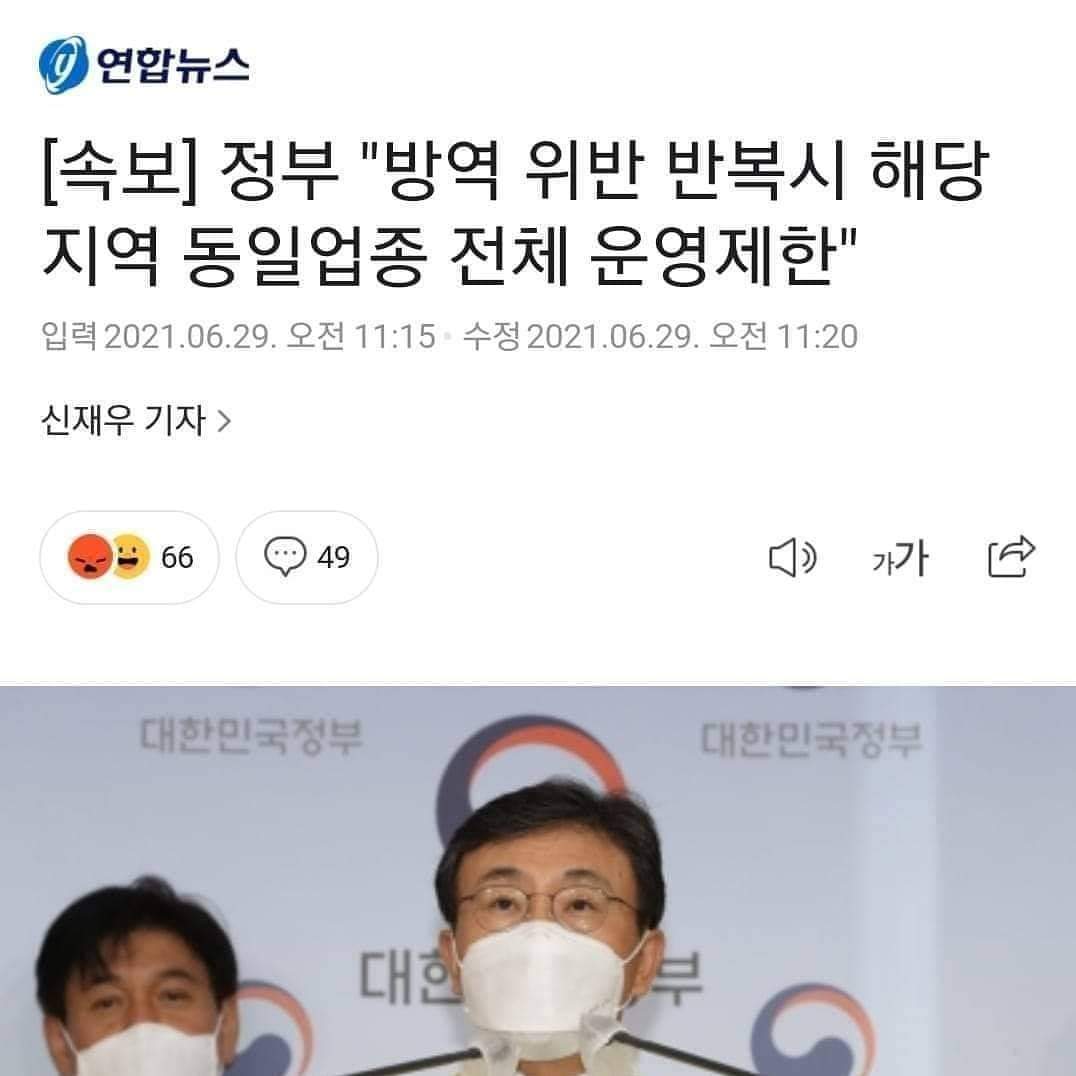 연합뉴스
[속보] 정부 "방역 위반 반복시 해당
지역 동일업종 전체 운영제한"
입력 2021.06.29. 오전 11:15 · 수정 2021.06.29. 오전 11:20
신재우 기자 >
66 49 가가
대한민국정부 대한민국정부
대한 부